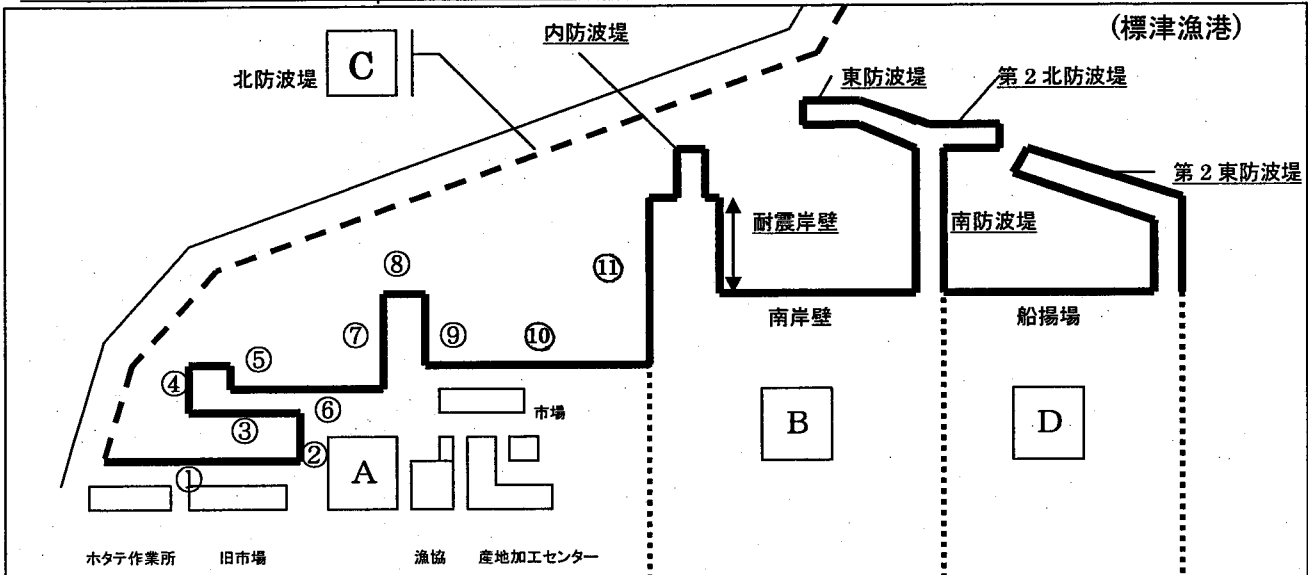 (標津漁港)
内防波堤
北防波堤
C
東防波堤
第2北防波堤
第2東防波堤
耐震岸壁
南防波堤
⑧
⑪
⑦
⑨
⑩
南岸壁
船揚場
⑤
④
⑥
③
市場
②
①
A
B
D
ホタテ作業所
旧市場
漁協
産地加工センター